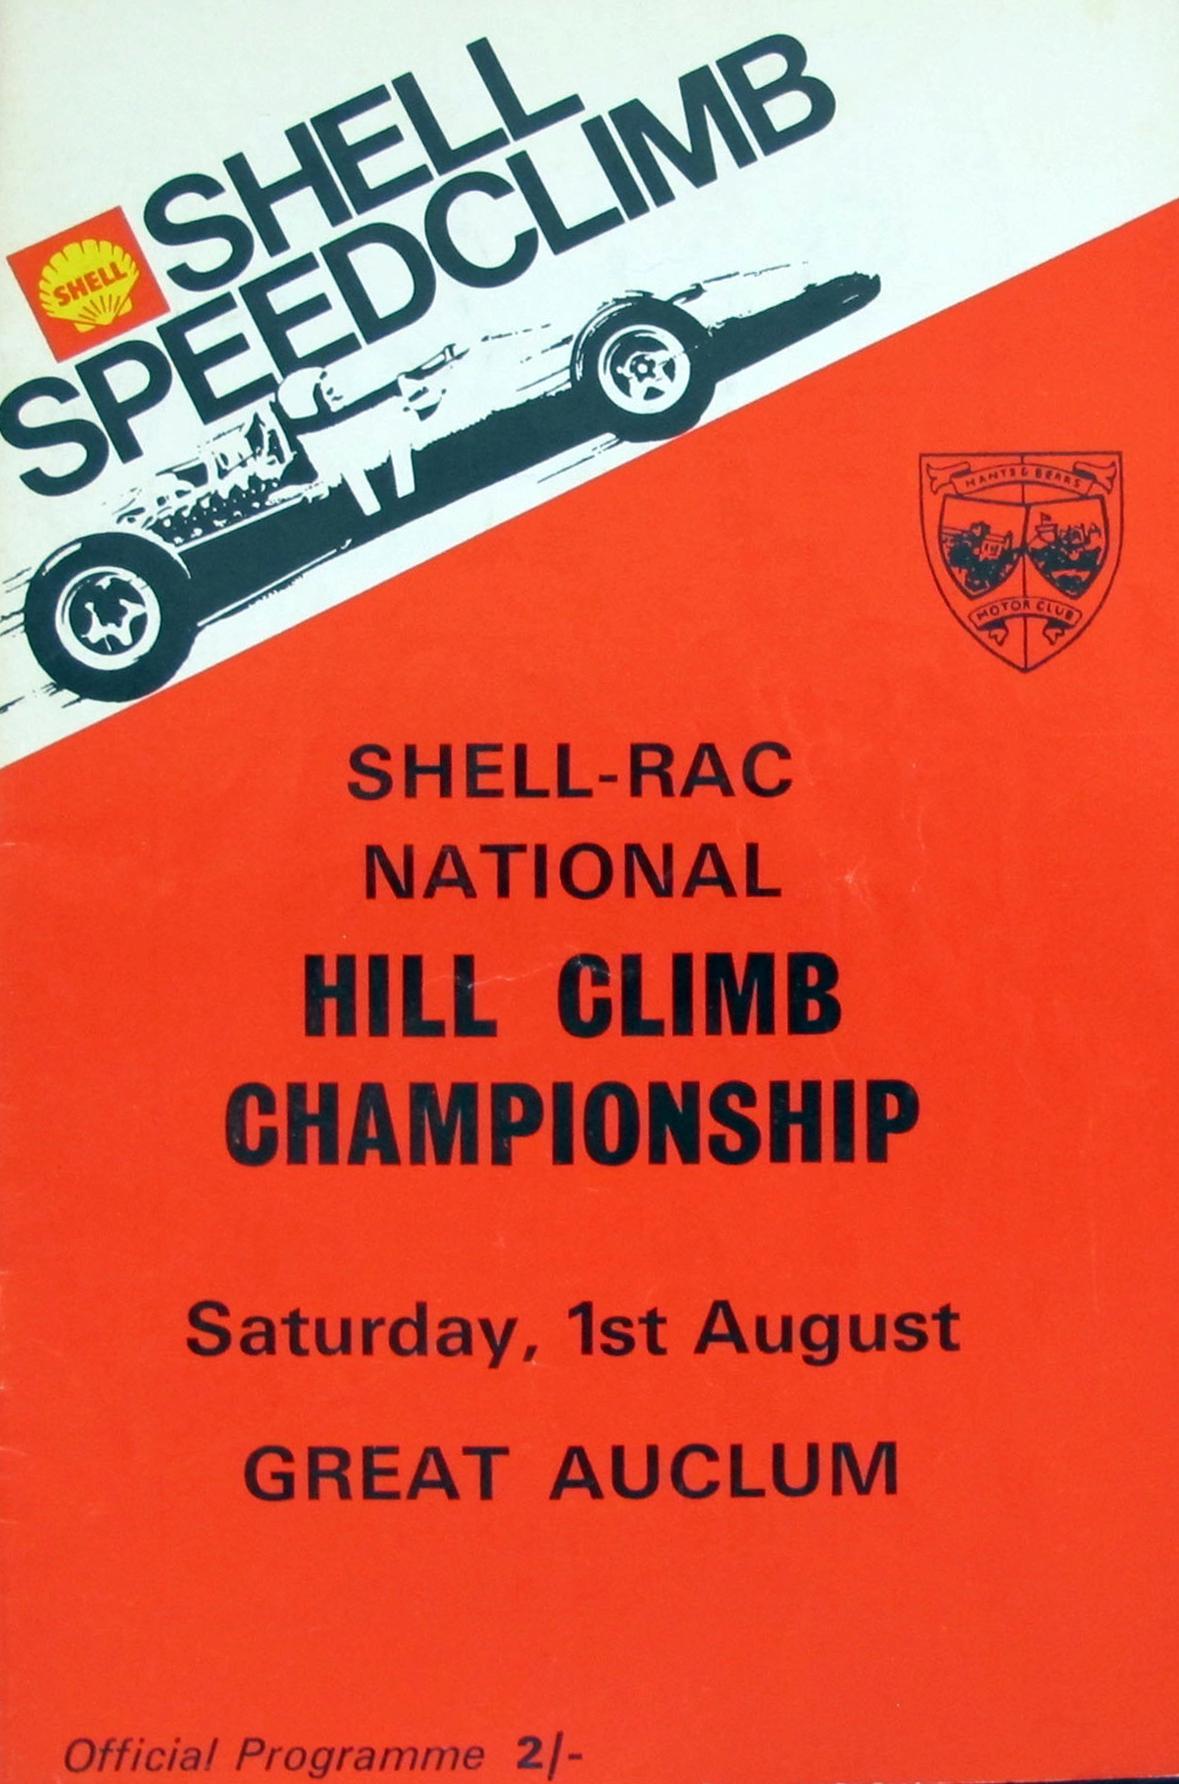 SHELL
SPEEDCLIMB
SHELL
HANTS & BERKS
MOTOR CLUB
SHELL-RAC
NATIONAL
HILL CLIMB
CHAMPIONSHIP
Saturday, 1st August
GREAT AUCLUM
Official Programme 2/-